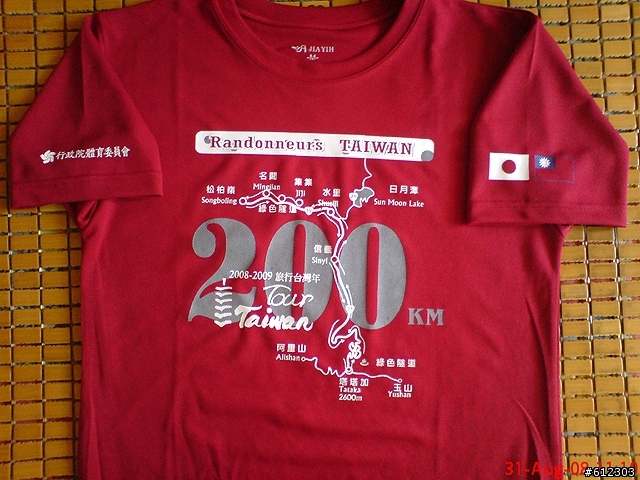 JIAYIH
-M-
行政院體育委員會
Randonneurs TAIWAN
名間
Mingjian
集集
JiJi
水里
Shueili
日月潭
Sun Moon Lake
松柏嶺
Songboling
綠色隧道
信義
Sinyi
200 KM
2008-2009 旅行台灣年
Tour
Taiwan
阿里山
Alishan
綠色隧道
塔塔加
Tataka
2600m
玉山
Yushan
#612303